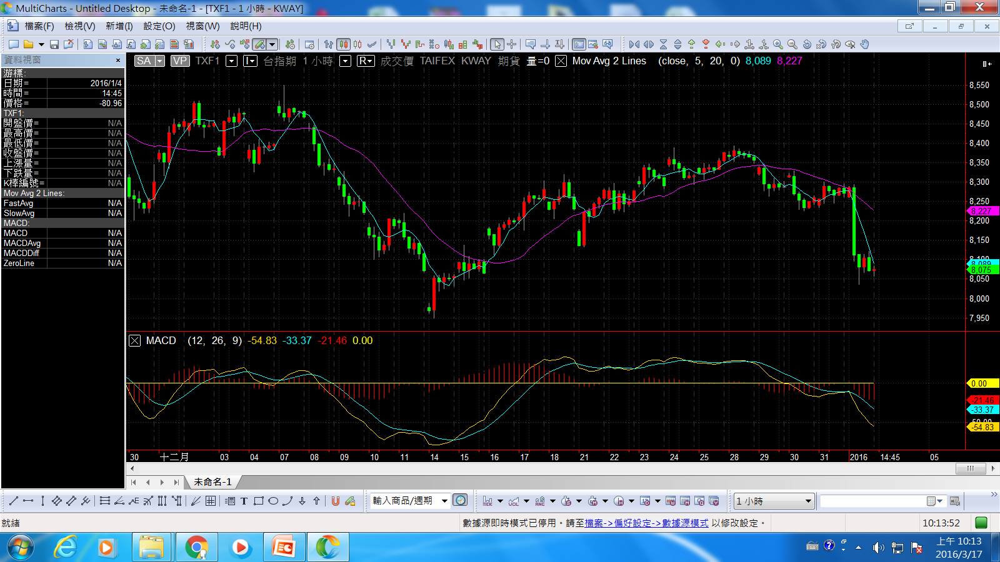 MultiCharts - Untitled Desktop - 未命名-1 - [TXF1 - 1 小時 - KWAY]
檔案(F) 檢視(V) 新增(I) 設定(O) 視窗(W) 說明(H)
資料視窗 ×
游標:
日期= 2016/1/4
時間= 14:45
價格= -80.96
TXF1:
開盤價= N/A
最高價= N/A
最低價= N/A
收盤價= N/A
上漲量= N/A
下跌量= N/A
K棒編號= N/A
Mov Avg 2 Lines:
FastAvg N/A
SlowAvg N/A
MACD:
MACD N/A
MACDAvg N/A
MACDDiff N/A
ZeroLine N/A
SA VP TXF1 I 台指期 1 小時 R 成交價 TAIFEX KWAY 期貨 量=0 Mov Avg 2 Lines (close, 5, 20, 0) 8,089 8,227
8,550
8,500
8,450
8,400
8,350
8,300
8,250
8,227
8,200
8,150
8,100
8,089
8,075
8,050
8,000
7,950
MACD (12, 26, 9) -54.83 -33.37 -21.46 0.00
0.00
-21.46
-33.37
-50.00
-54.83
30 十二月 03 04 07 08 09 10 11 14 15 16 17 18 21 22 23 24 25 28 29 30 31 2016 14:45 05
未命名-1
輸入商品/週期
1 小時
就緒
數據源即時模式已停用。請至檔案->偏好設定->數據源模式 以修改設定。
10:13:52
上午 10:13
2016/3/17